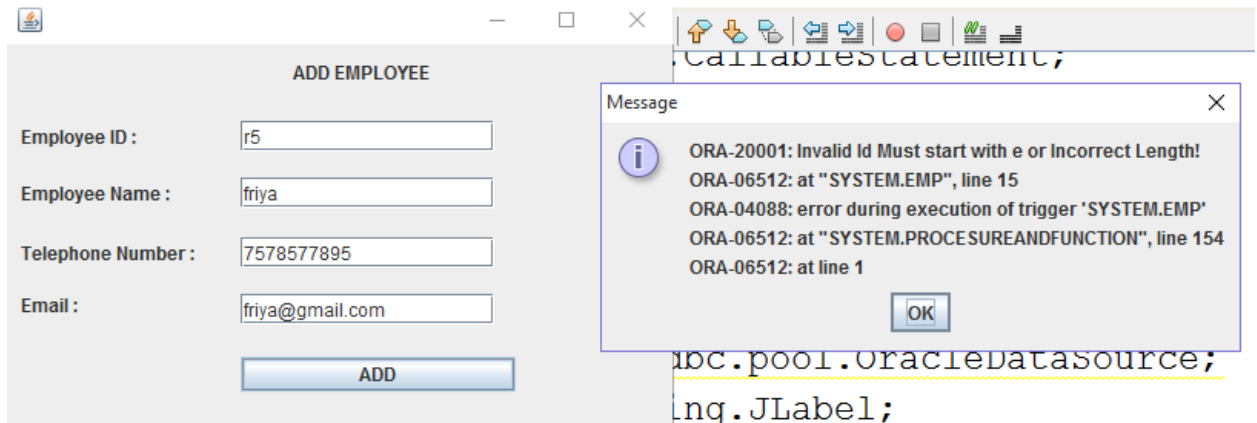 ADD EMPLOYEE
Employee ID :
r5
Employee Name :
friya
Telephone Number :
7578577895
Email :
friya@gmail.com
ADD
.CallableStatement;
Message
ORA-20001: Invalid Id Must start with e or Incorrect Length!
ORA-06512: at "SYSTEM.EMP", line 15
ORA-04088: error during execution of trigger 'SYSTEM.EMP'
ORA-06512: at "SYSTEM.PROCESUREANDFUNCTION", line 154
ORA-06512: at line 1
OK
dbc.pool.OracleDataSource;
ing.JLabel;